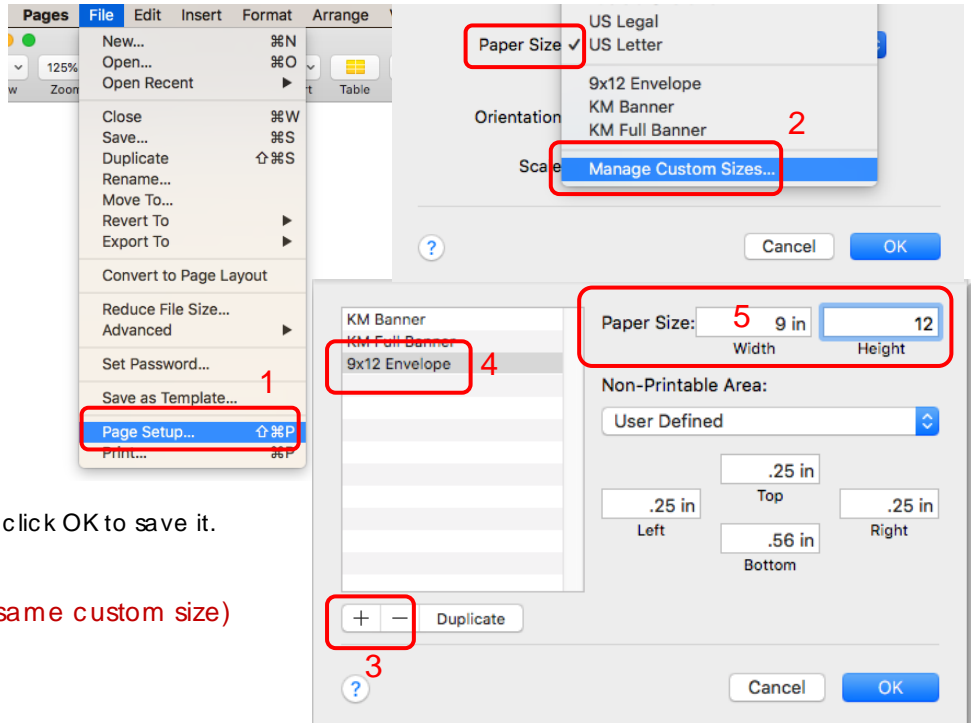 Pages File Edit Insert Format Arrange
New... ⌘N
Open... ⌘O
Open Recent ▶
Close ⌘W
Save... ⌘S
Duplicate ⇧⌘S
Rename...
Move To...
Revert To ▶
Export To ▶
Convert to Page Layout
Reduce File Size...
Advanced ▶
Set Password...
Save as Template...
1
Page Setup... ⇧⌘P
Print... ⌘P
125%
Zoom
Table
US Legal
Paper Size ✓ US Letter
9x12 Envelope
KM Banner
Orientation
KM Full Banner
2
Scale
Manage Custom Sizes...
? Cancel OK
KM Banner
KM Full Banner
9x12 Envelope 4
+ − Duplicate
3
Paper Size: 5 9 in 12
Width Height
Non-Printable Area:
User Defined
.25 in
Top
.25 in .25 in
Left Right
.56 in
Bottom
? Cancel OK
click OK to save it.
same custom size)